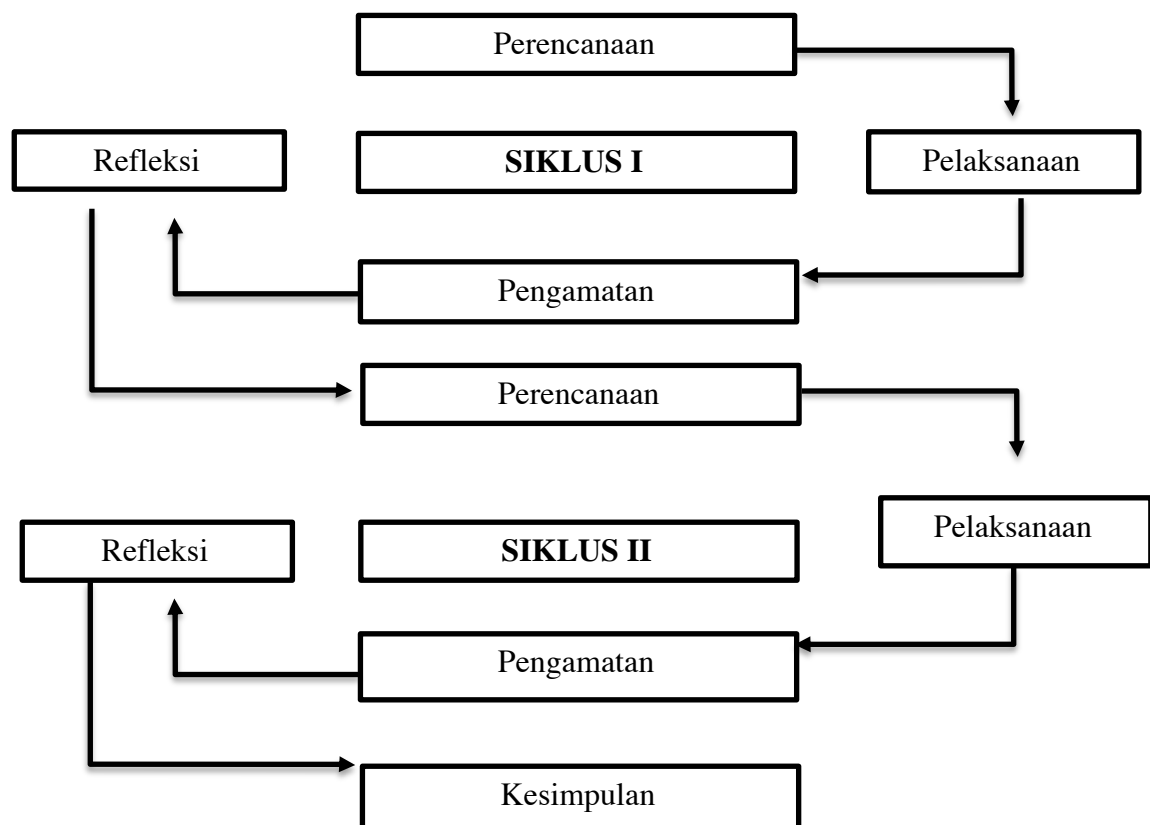 Perencanaan
Refleksi
SIKLUS I
Pelaksanaan
Pengamatan
Perencanaan
Pelaksanaan
Refleksi
SIKLUS II
Pengamatan
Kesimpulan